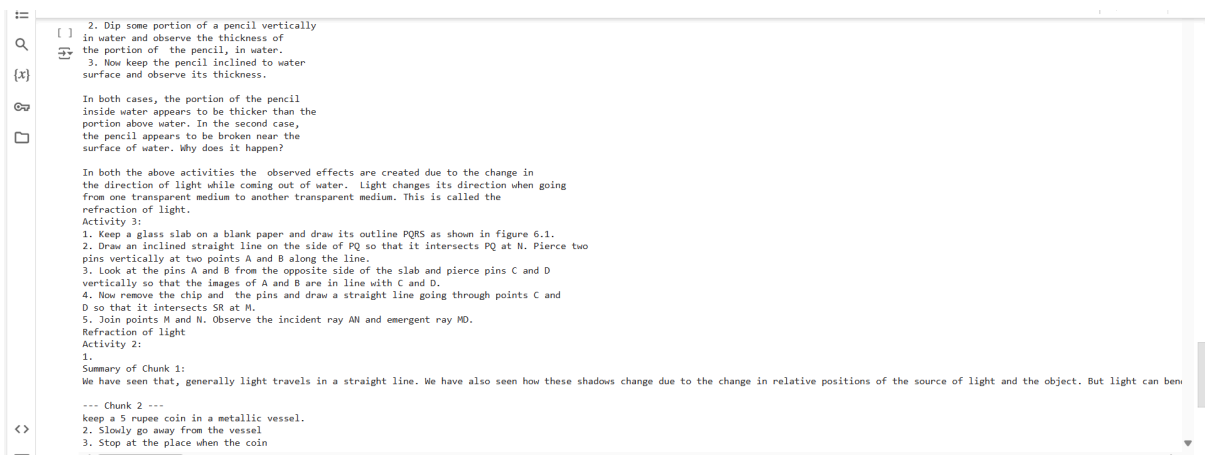 2. Dip some portion of a pencil vertically
[ ] in water and observe the thickness of
the portion of  the pencil, in water.
3. Now keep the pencil inclined to water
{x} surface and observe its thickness.
In both cases, the portion of the pencil
inside water appears to be thicker than the
portion above water. In the second case,
the pencil appears to be broken near the
surface of water. Why does it happen?
In both the above activities the  observed effects are created due to the change in
the direction of light while coming out of water.  Light changes its direction when going
from one transparent medium to another transparent medium. This is called the
refraction of light.
Activity 3:
1. Keep a glass slab on a blank paper and draw its outline PQRS as shown in figure 6.1.
2. Draw an inclined straight line on the side of PQ so that it intersects PQ at N. Pierce two
pins vertically at two points A and B along the line.
3. Look at the pins A and B from the opposite side of the slab and pierce pins C and D
vertically so that the images of A and B are in line with C and D.
4. Now remove the chip and  the pins and draw a straight line going through points C and
D so that it intersects SR at M.
5. Join points M and N. Observe the incident ray AN and emergent ray MD.
Refraction of light
Activity 2:
1.
Summary of Chunk 1:
We have seen that, generally light travels in a straight line. We have also seen how these shadows change due to the change in relative positions of the source of light and the object. But light can
--- Chunk 2 ---
keep a 5 rupee coin in a metallic vessel.
<> 2. Slowly go away from the vessel
3. Stop at the place when the coin